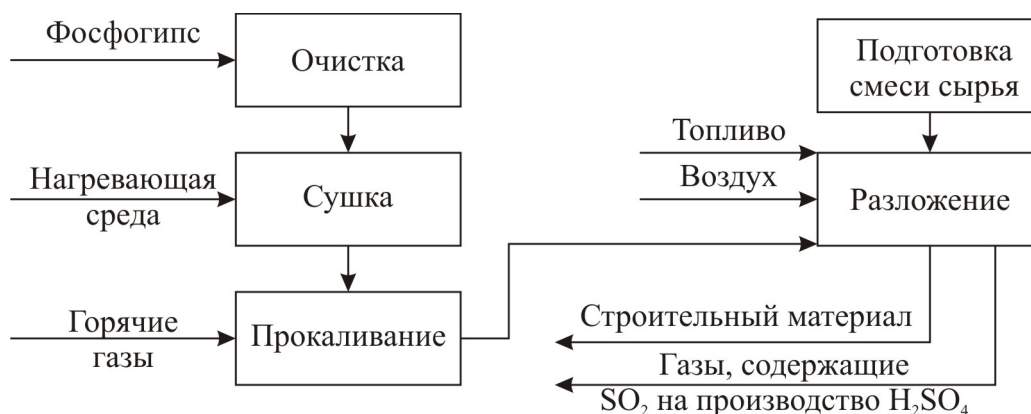 Фосфогипс
Очистка
Нагревающая
среда
Сушка
Горячие
газы
Прокаливание
Подготовка
смеси сырья
Топливо
Воздух
Разложение
Строительный материал
Газы, содержащие
SO₂ на производство H₂SO₄